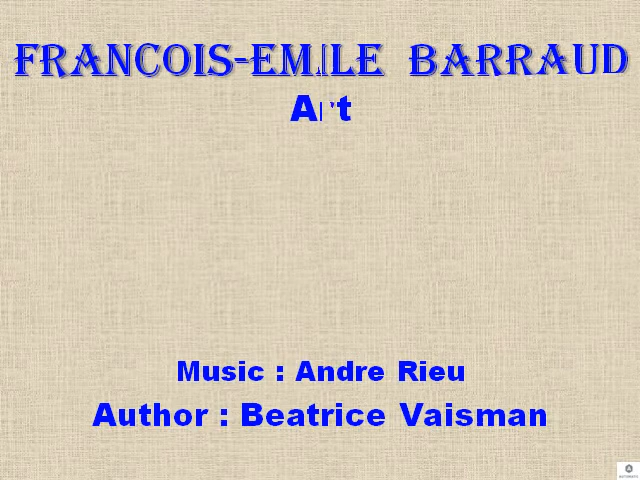 FRANCOIS-EMILE BARRAUD
Art
Music : Andre Rieu
Author : Beatrice Vaisman